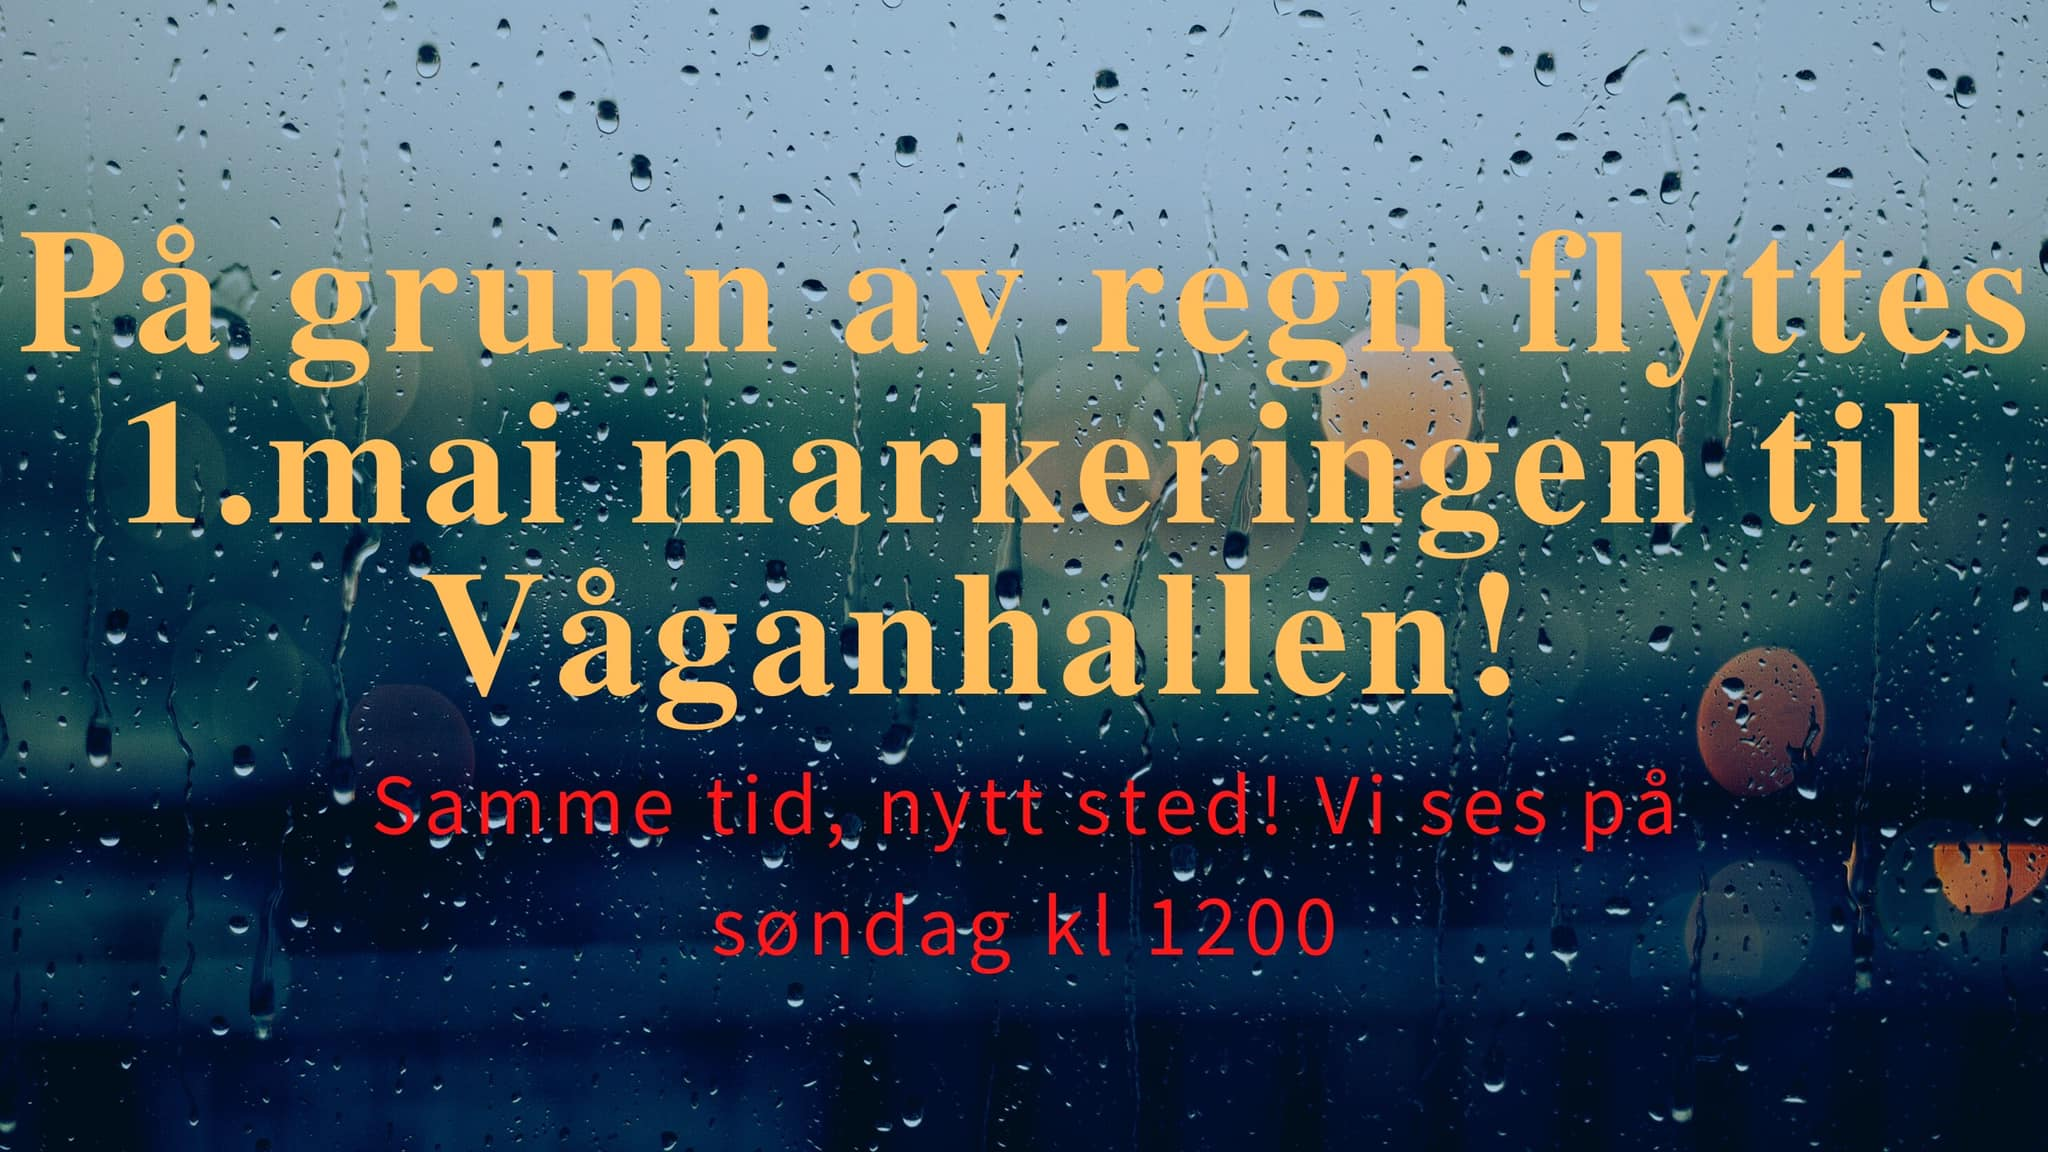 På grunn av regn flyttes
1.mai markeringen til
Våganhallen!
Samme tid, nytt sted! Vi ses på
søndag kl 1200